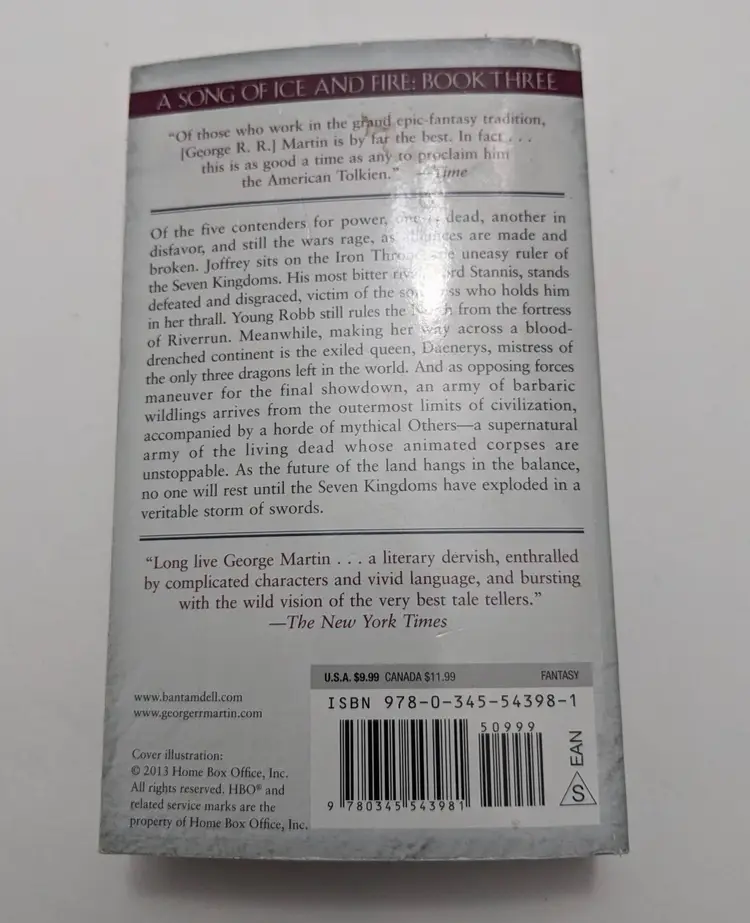 A SONG OF ICE AND FIRE: BOOK THREE
"Of those who work in the grand epic-fantasy tradition,
[George R. R.] Martin is by far the best. In fact . . .
this is as good a time as any to proclaim him
the American Tolkien." —Time
Of the five contenders for power, one is dead, another in
disfavor, and still the wars rage, as alliances are made and
broken. Joffrey sits on the Iron Throne, the uneasy ruler of
the Seven Kingdoms. His most bitter rival, Lord Stannis, stands
defeated and disgraced, victim of the sorceress who holds him
in her thrall. Young Robb still rules the North from the fortress
of Riverrun. Meanwhile, making her way across a blood-
drenched continent is the exiled queen, Daenerys, mistress of
the only three dragons left in the world. And as opposing forces
maneuver for the final showdown, an army of barbaric
wildlings arrives from the outermost limits of civilization,
accompanied by a horde of mythical Others—a supernatural
army of the living dead whose animated corpses are
unstoppable. As the future of the land hangs in the balance,
no one will rest until the Seven Kingdoms have exploded in a
veritable storm of swords.
"Long live George Martin . . . a literary dervish, enthralled
by complicated characters and vivid language, and bursting
with the wild vision of the very best tale tellers."
—The New York Times
U.S.A. $9.99 CANADA $11.99 FANTASY
ISBN 978-0-345-54398-1
50999
9 780345 543981
EAN
S
www.bantamdell.com
www.georgerrmartin.com
Cover illustration:
© 2013 Home Box Office, Inc.
All rights reserved. HBO® and
related service marks are the
property of Home Box Office, Inc.